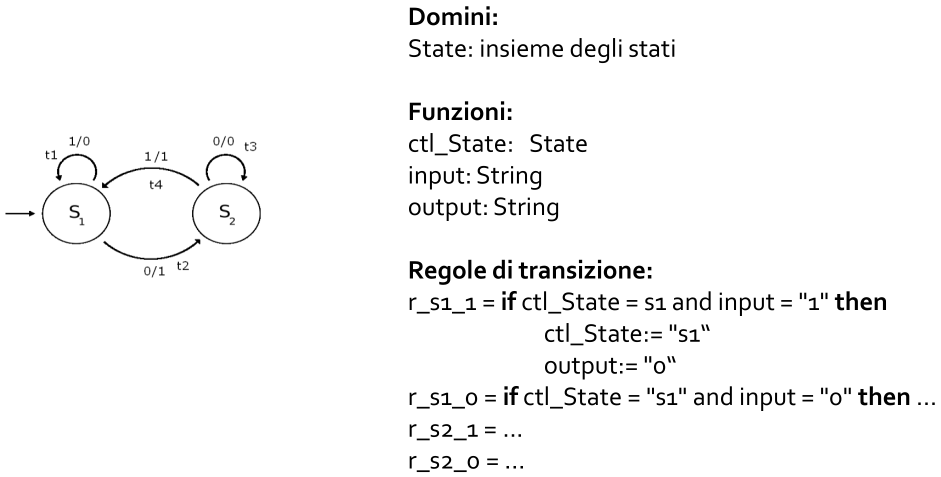 Domini:
State: insieme degli stati
Funzioni:
ctl_State: State
input: String
output: String
Regole di transizione:
r_s1_1 = if ctl_State = s1 and input = "1" then
ctl_State:= "s1“
output:= "0“
r_s1_0 = if ctl_State = "s1" and input = "0" then ...
r_s2_1 = ...
r_s2_0 = ...
1/0
t1
0/0
t3
1/1
t4
S1
S2
0/1
t2